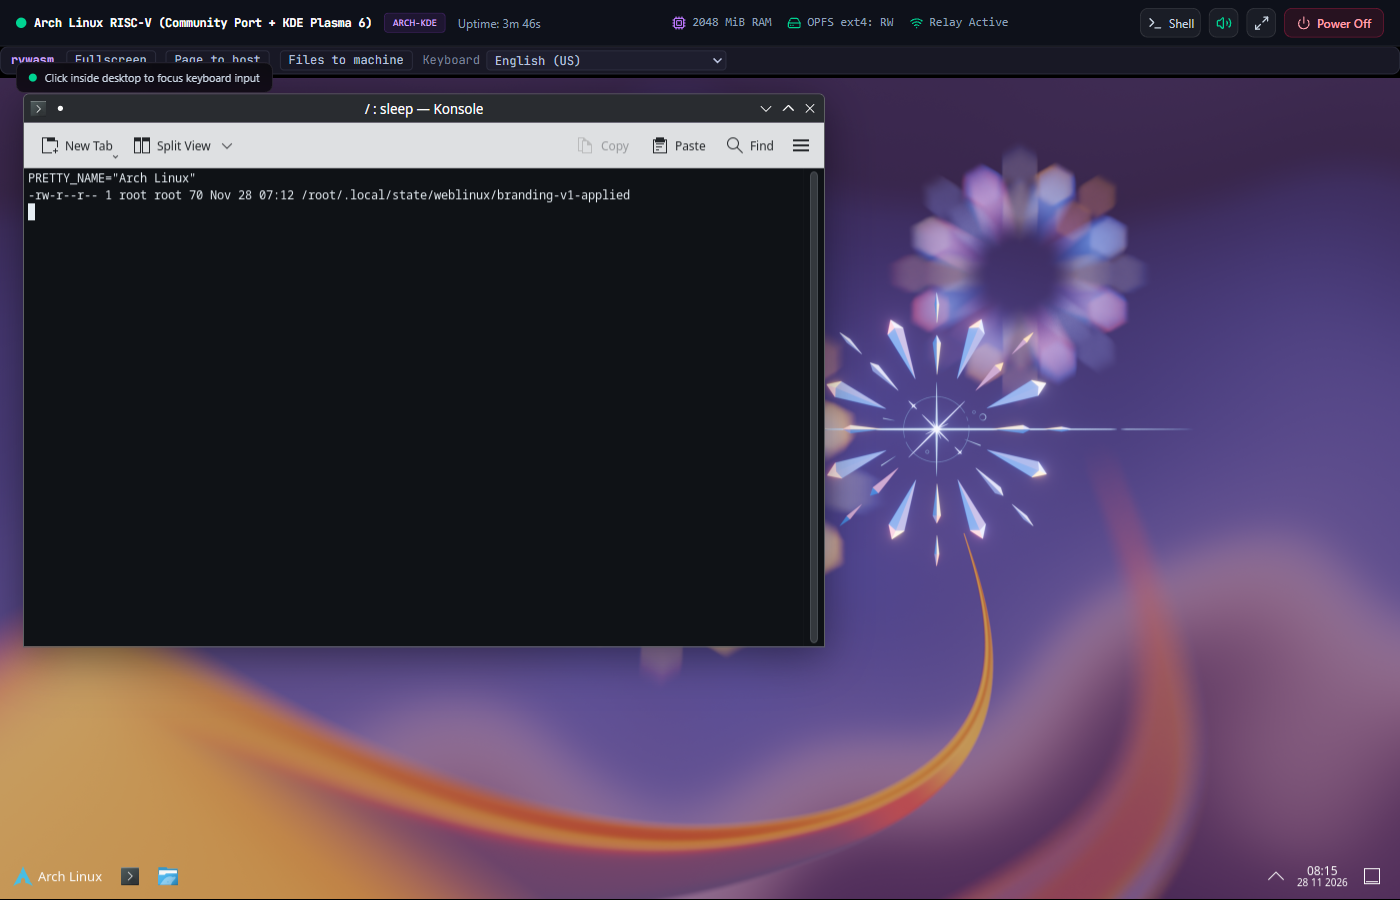 Arch Linux RISC-V (Community Port + KDE Plasma 6) ARCH-KDE Uptime: 3m 46s 2048 MiB RAM OPFS ext4: RW Relay Active Shell Power Off
rvwasm Fullscreen Page to host Files to machine Keyboard English (US)
Click inside desktop to focus keyboard input
/ : sleep — Konsole
New Tab Split View Copy Paste Find
PRETTY_NAME="Arch Linux"
-rw-r--r-- 1 root root 70 Nov 28 07:12 /root/.local/state/weblinux/branding-v1-applied
Arch Linux
08:15
28 11 2026